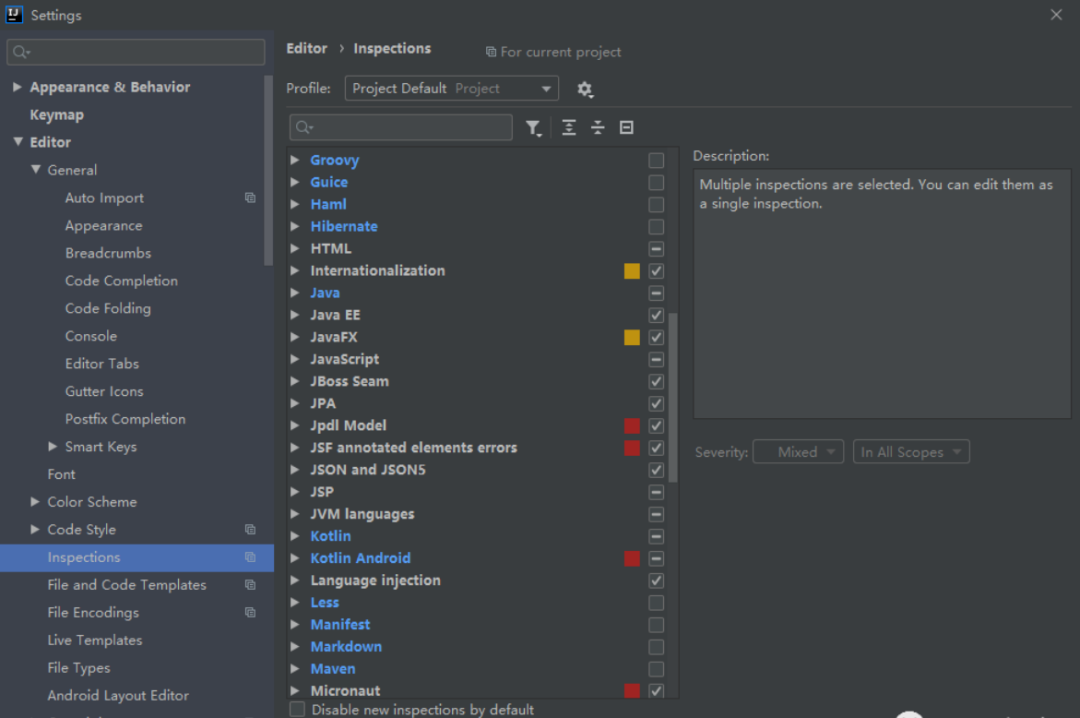 Settings
Appearance & Behavior
Keymap
Editor
General
Auto Import
Appearance
Breadcrumbs
Code Completion
Code Folding
Console
Editor Tabs
Gutter Icons
Postfix Completion
Smart Keys
Font
Color Scheme
Code Style
Inspections
File and Code Templates
File Encodings
Live Templates
File Types
Android Layout Editor
Editor › Inspections
For current project
Profile: Project Default Project
Groovy
Guice
Haml
Hibernate
HTML
Internationalization
Java
Java EE
JavaFX
JavaScript
JBoss Seam
JPA
Jpdl Model
JSF annotated elements errors
JSON and JSON5
JSP
JVM languages
Kotlin
Kotlin Android
Language injection
Less
Manifest
Markdown
Maven
Micronaut
Disable new inspections by default
Description:
Multiple inspections are selected. You can edit them as
a single inspection.
Severity: Mixed In All Scopes